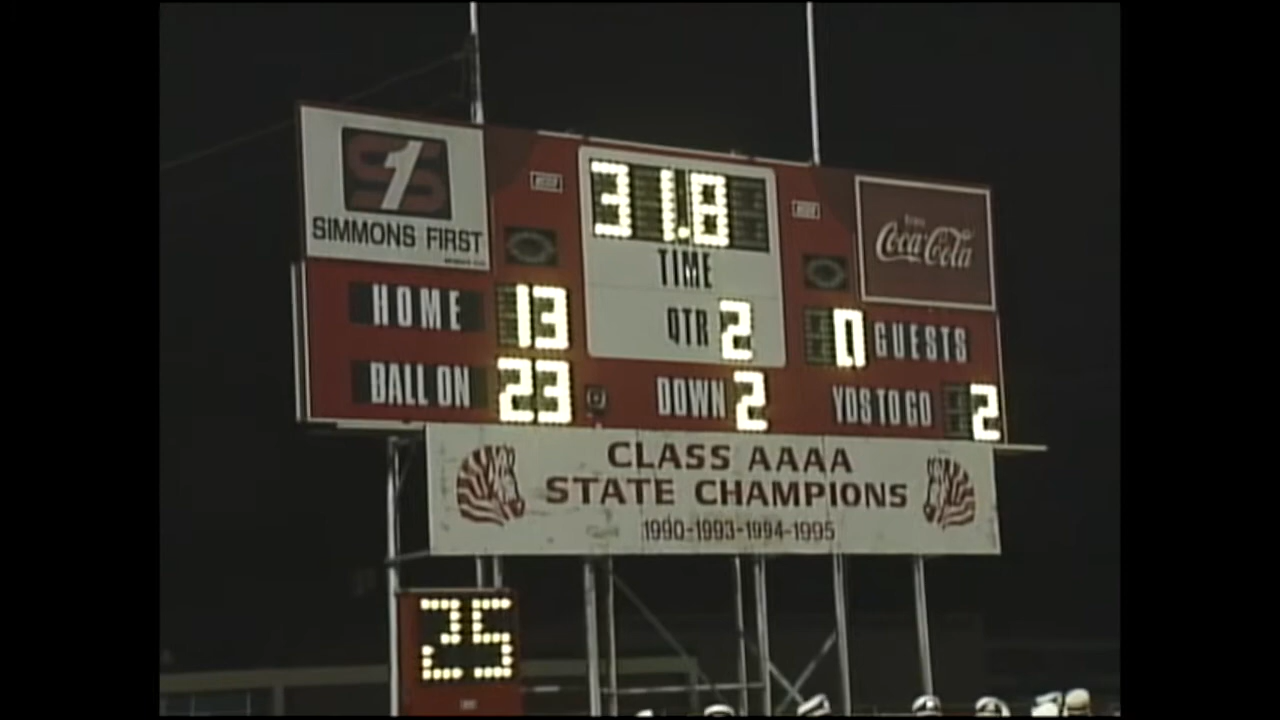 S1S
SIMMONS FIRST
31.8
TIME
Coca-Cola
HOME 13
QTR 2
0 GUESTS
BALL ON 23
DOWN 2
YDS TO GO 2
CLASS AAAA
STATE CHAMPIONS
1990-1993-1994-1995
25